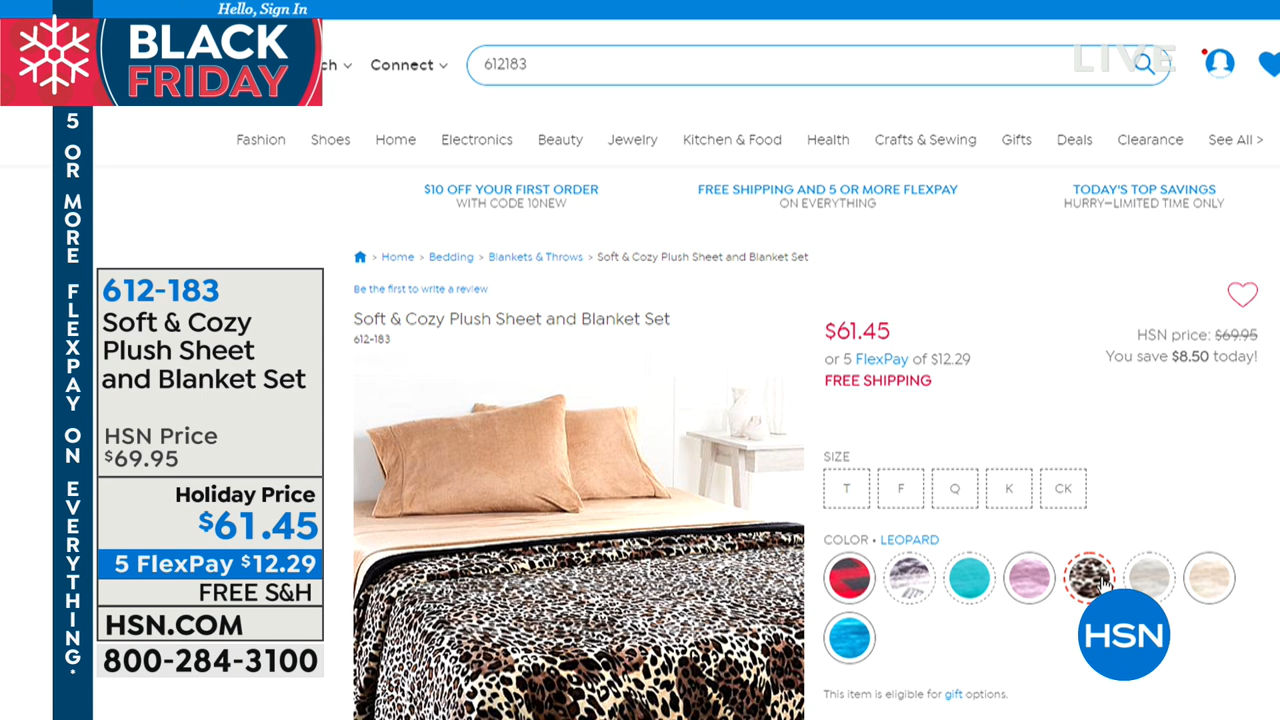 Hello, Sign In
BLACK
FRIDAY
ch
Connect
612183
LIVE
5 OR MORE FLEXPAY ON EVERYTHING.
Fashion
Shoes
Home
Electronics
Beauty
Jewelry
Kitchen & Food
Health
Crafts & Sewing
Gifts
Deals
Clearance
See All >
$10 OFF YOUR FIRST ORDER
WITH CODE 10NEW
FREE SHIPPING AND 5 OR MORE FLEXPAY
ON EVERYTHING
TODAY'S TOP SAVINGS
HURRY—LIMITED TIME ONLY
> Home > Bedding > Blankets & Throws > Soft & Cozy Plush Sheet and Blanket Set
Be the first to write a review
Soft & Cozy Plush Sheet and Blanket Set
612-183
612-183
Soft & Cozy
Plush Sheet
and Blanket Set
HSN Price
$69.95
Holiday Price
$61.45
5 FlexPay $12.29
FREE S&H
HSN.COM
800-284-3100
$61.45
or 5 FlexPay of $12.29
FREE SHIPPING
HSN price: $69.95
You save $8.50 today!
SIZE
T
F
Q
K
CK
COLOR • LEOPARD
HSN
This item is eligible for gift options.